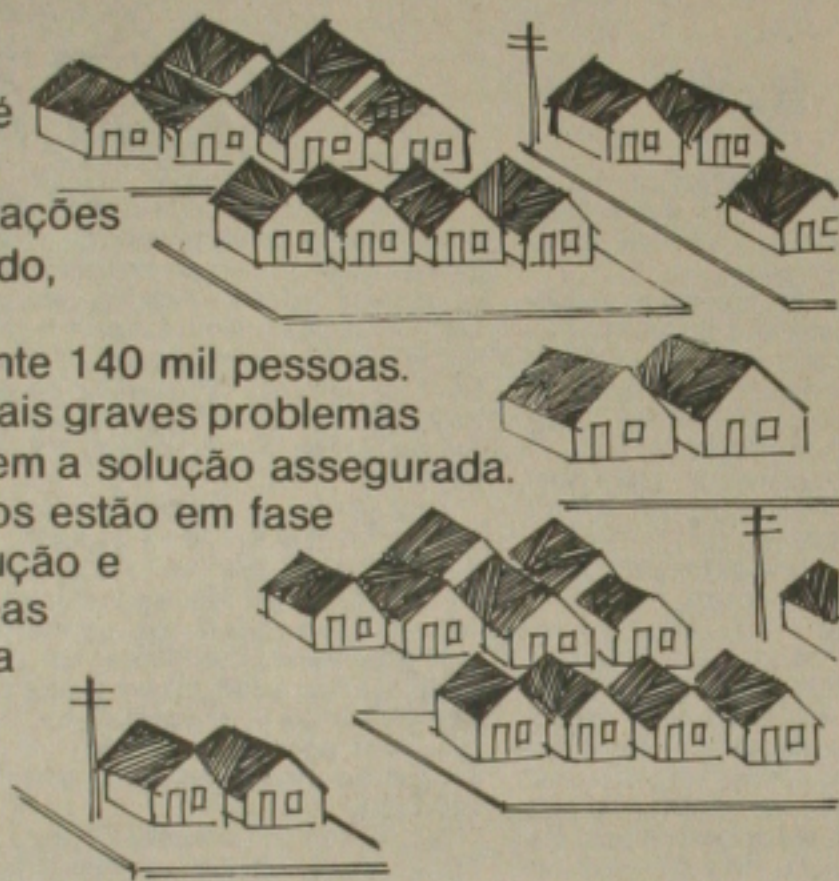 é
ações
do,
nte 140 mil pessoas.
ais graves problemas
em a solução assegurada.
os estão em fase
ução e
as
a